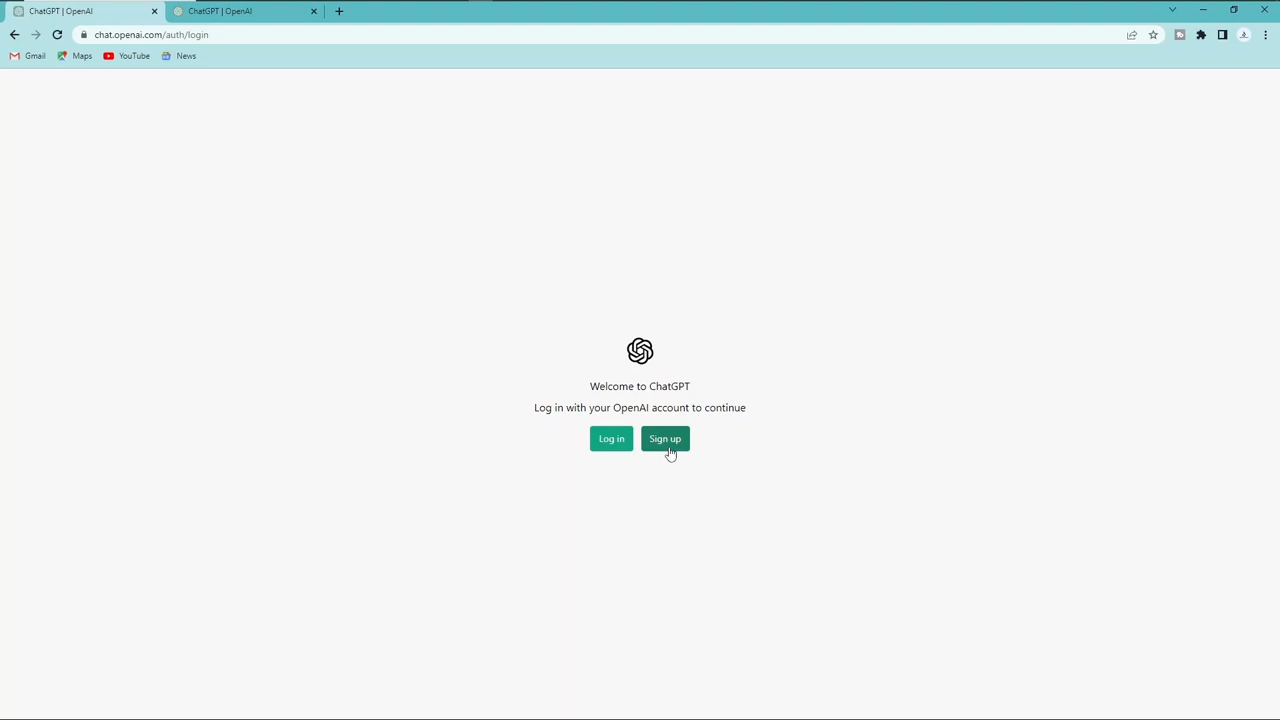 ChatGPT | OpenAI
ChatGPT | OpenAI
chat.openai.com/auth/login
Gmail
Maps
YouTube
News
Welcome to ChatGPT
Log in with your OpenAI account to continue
Log in
Sign up